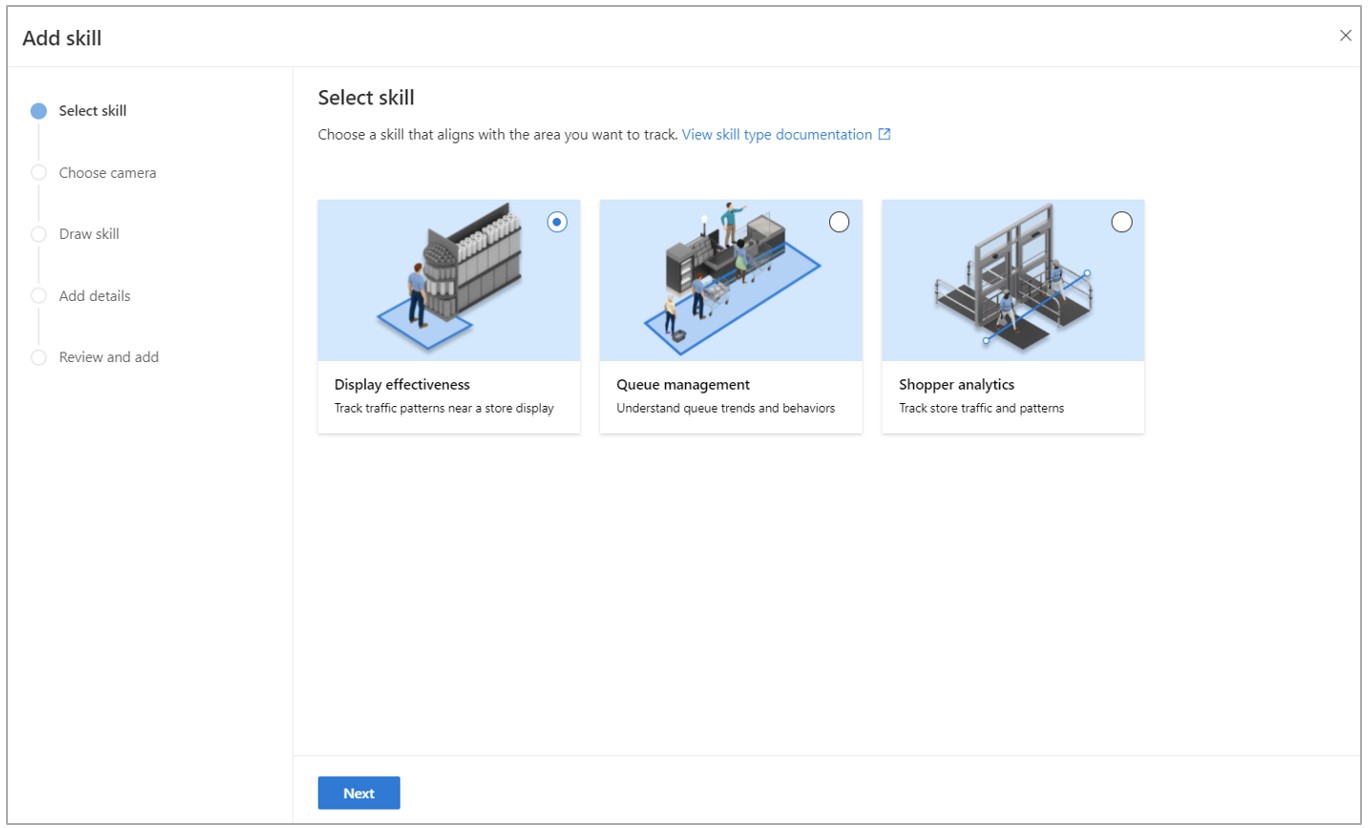 Add skill
Select skill
Choose camera
Draw skill
Add details
Review and add
Select skill
Choose a skill that aligns with the area you want to track. View skill type documentation
Display effectiveness
Track traffic patterns near a store display
Queue management
Understand queue trends and behaviors
Shopper analytics
Track store traffic and patterns
Next